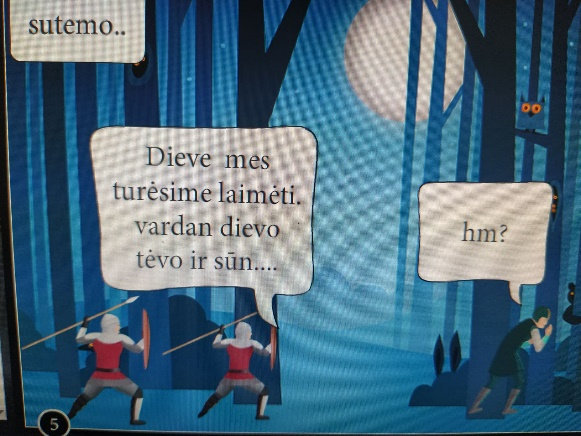 sutemo..
Dieve mes
turėsime laimėti.
vardan dievo
tėvo ir sūn....
hm?
5